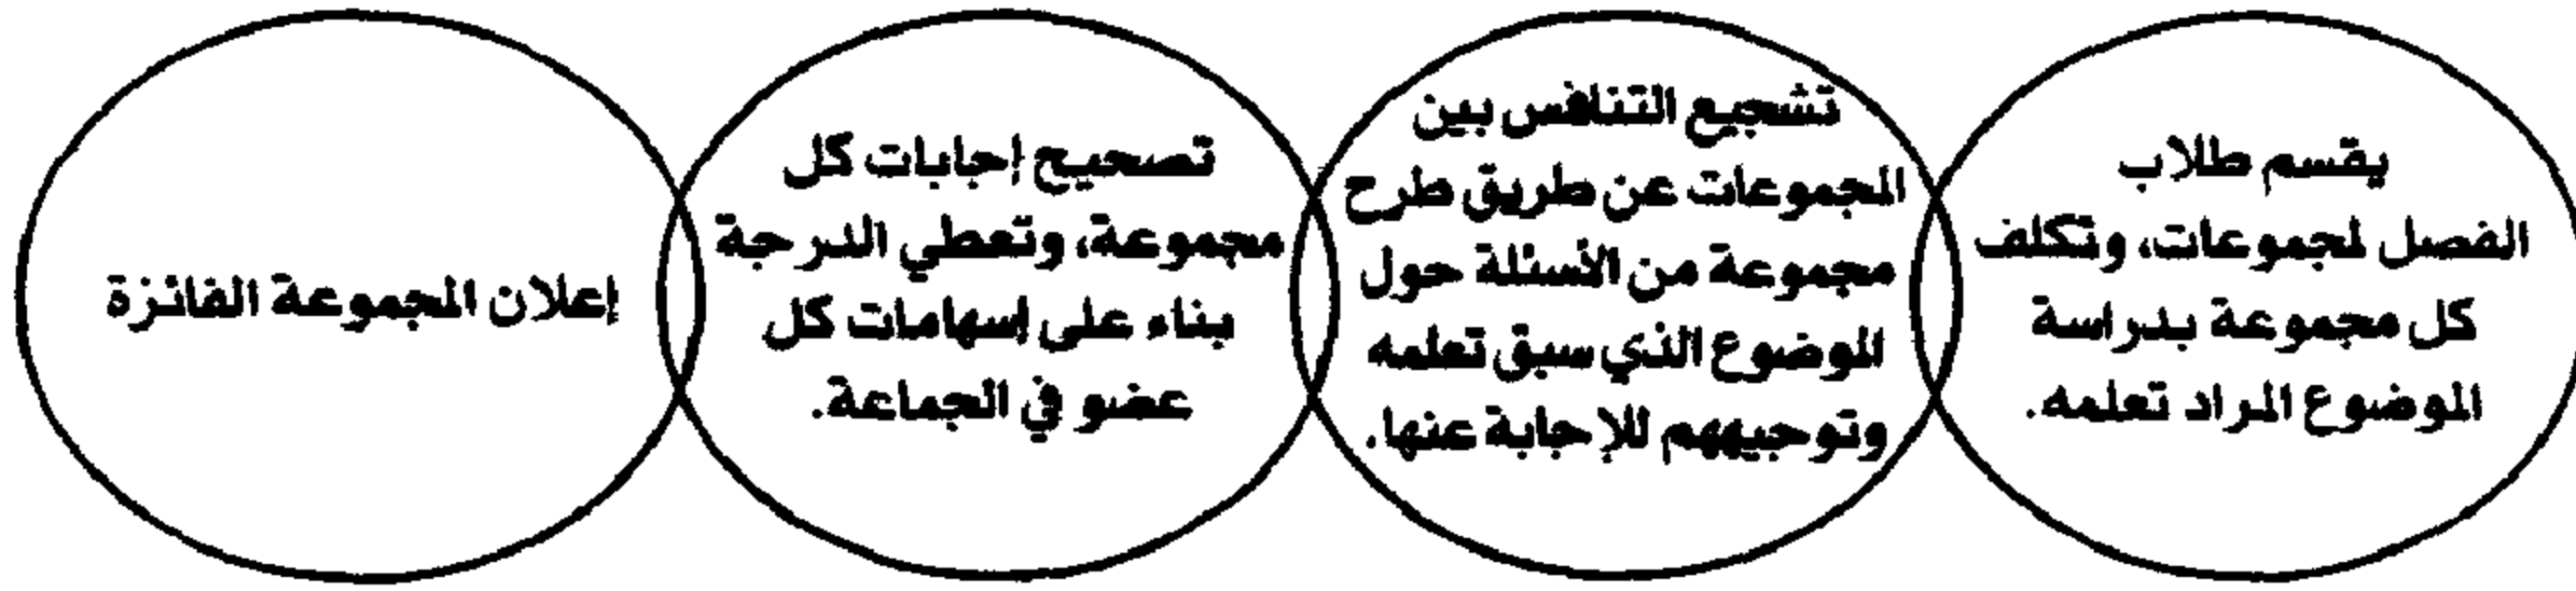 يقسم طلاب
الفصل لمجموعات، وتكلف
كل مجموعة بدراسة
الموضوع المراد تعلمه.
تشجيع التنافس بين
المجموعات عن طريق طرح
مجموعة من الأسئلة حول
الموضوع الذي سبق تعلمه
وتوجيههم للإجابة عنها.
تصحيح إجابات كل
مجموعة، وتعطي الدرجة
بناء على إسهامات كل
عضو في الجماعة.
إعلان المجموعة الفائزة